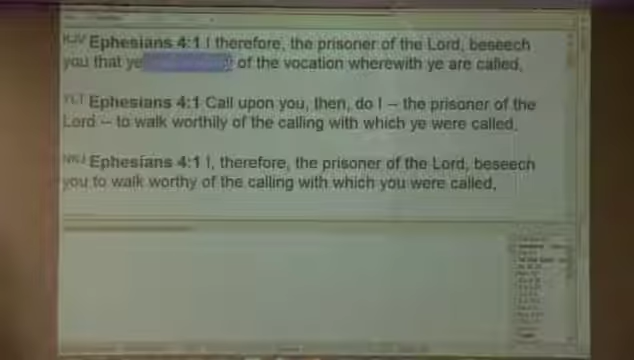 KJV Ephesians 4:1 I therefore, the prisoner of the Lord, beseech
you that ye of the vocation wherewith ye are called,
YLT Ephesians 4:1 Call upon you, then, do I -- the prisoner of the
Lord -- to walk worthily of the calling with which ye were called,
NKJ Ephesians 4:1 I, therefore, the prisoner of the Lord, beseech
you to walk worthy of the calling with which you were called,